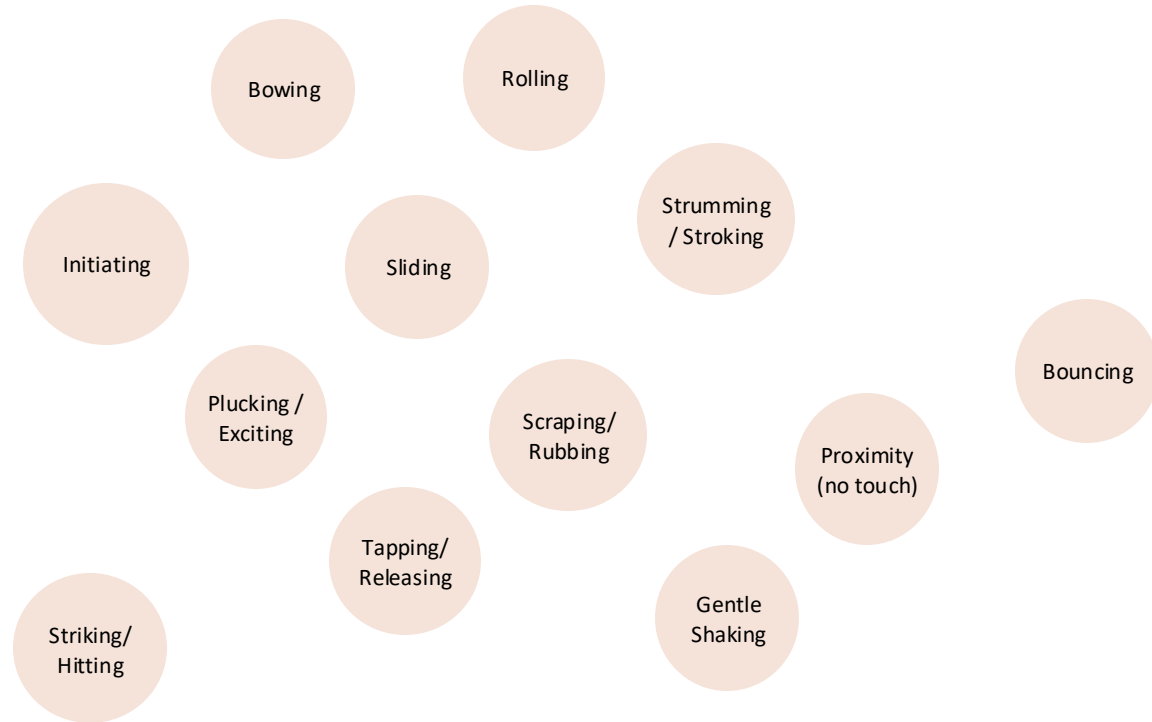 Bowing
Rolling
Strumming
/ Stroking
Initiating
Sliding
Bouncing
Plucking /
Exciting
Scraping/
Rubbing
Proximity
(no touch)
Tapping/
Releasing
Gentle
Shaking
Striking/
Hitting